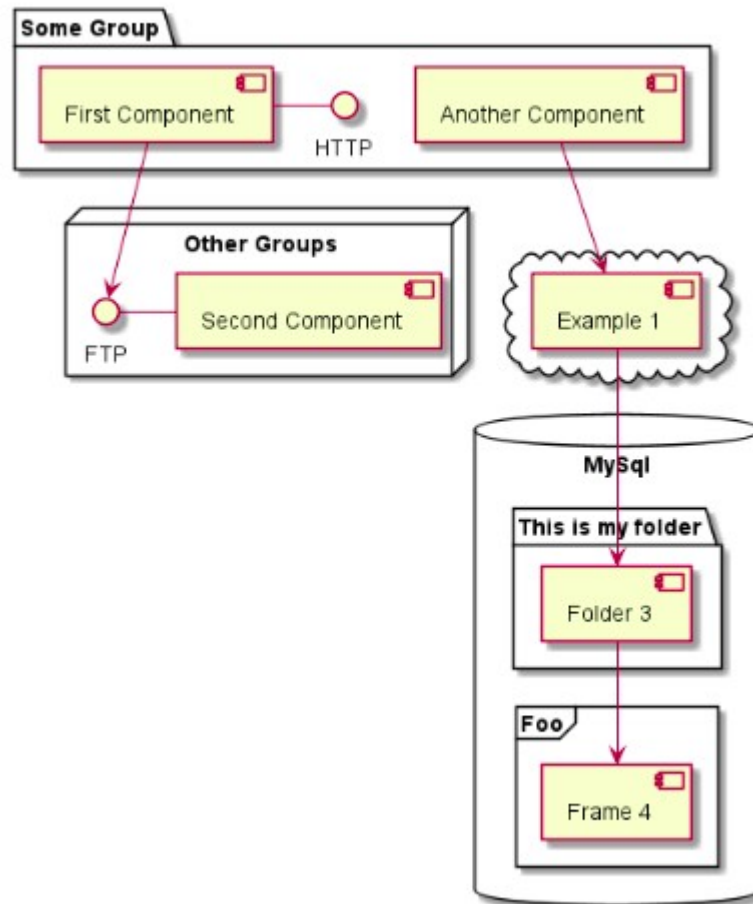 Some Group
First Component
HTTP
Another Component
Other Groups
FTP
Second Component
Example 1
MySql
This is my folder
Folder 3
Foo
Frame 4